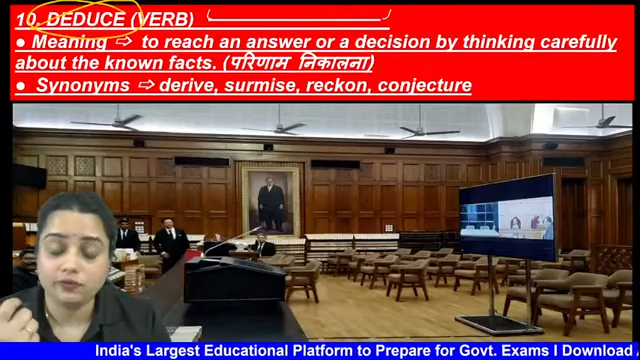 10. DEDUCE (VERB)
● Meaning ⇨ to reach an answer or a decision by thinking carefully
about the known facts. (परिणाम निकालना)
● Synonyms ⇨ derive, surmise, reckon, conjecture
India's Largest Educational Platform to Prepare for Govt. Exams I Download